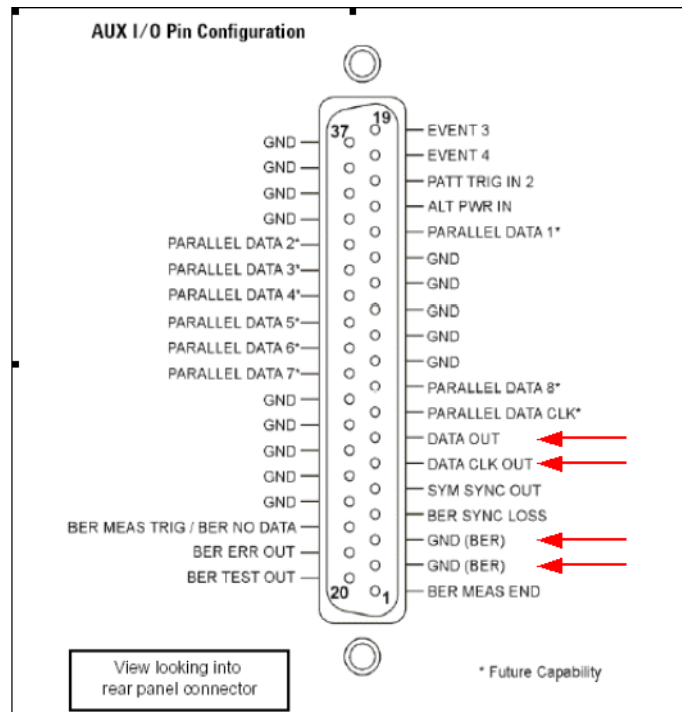 AUX I/O Pin Configuration
37
19
GND
GND
GND
GND
PARALLEL DATA 2*
PARALLEL DATA 3*
PARALLEL DATA 4*
PARALLEL DATA 5*
PARALLEL DATA 6*
PARALLEL DATA 7*
GND
GND
GND
GND
GND
BER MEAS TRIG / BER NO DATA
BER ERR OUT
BER TEST OUT
EVENT 3
EVENT 4
PATT TRIG IN 2
ALT PWR IN
PARALLEL DATA 1*
GND
GND
GND
GND
GND
PARALLEL DATA 8*
PARALLEL DATA CLK*
DATA OUT
DATA CLK OUT
SYM SYNC OUT
BER SYNC LOSS
GND (BER)
GND (BER)
BER MEAS END
20
1
View looking into
rear panel connector
* Future Capability